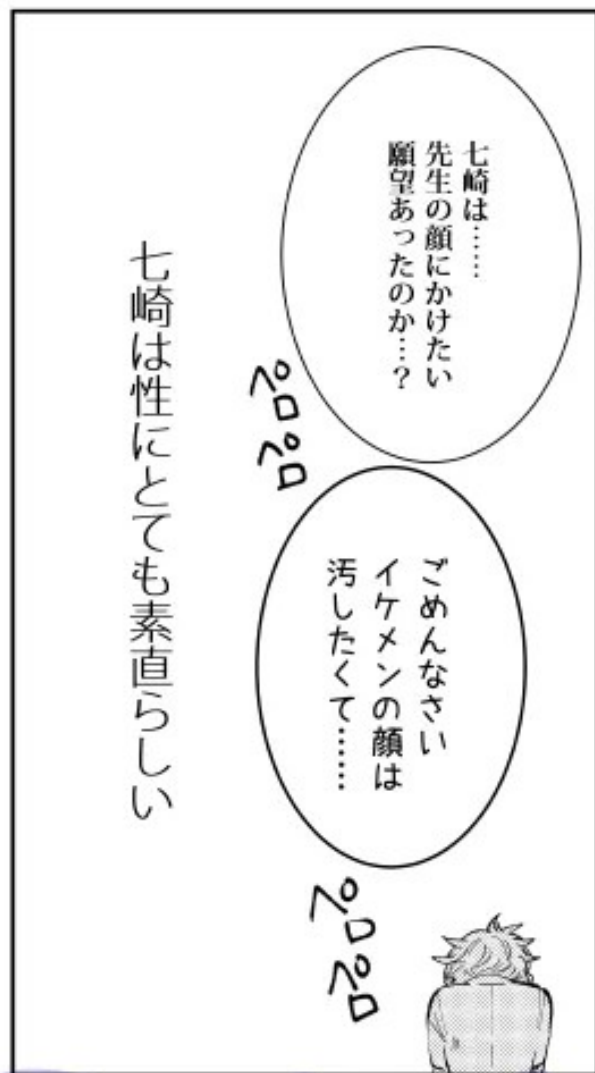 七崎は……
先生の顔にかけたい
願望あったのか…？
ペロ
ペロ
ごめんなさい
イケメンの顔は
汚したくて……
ペロ
ペロ
七崎は性にとても素直らしい